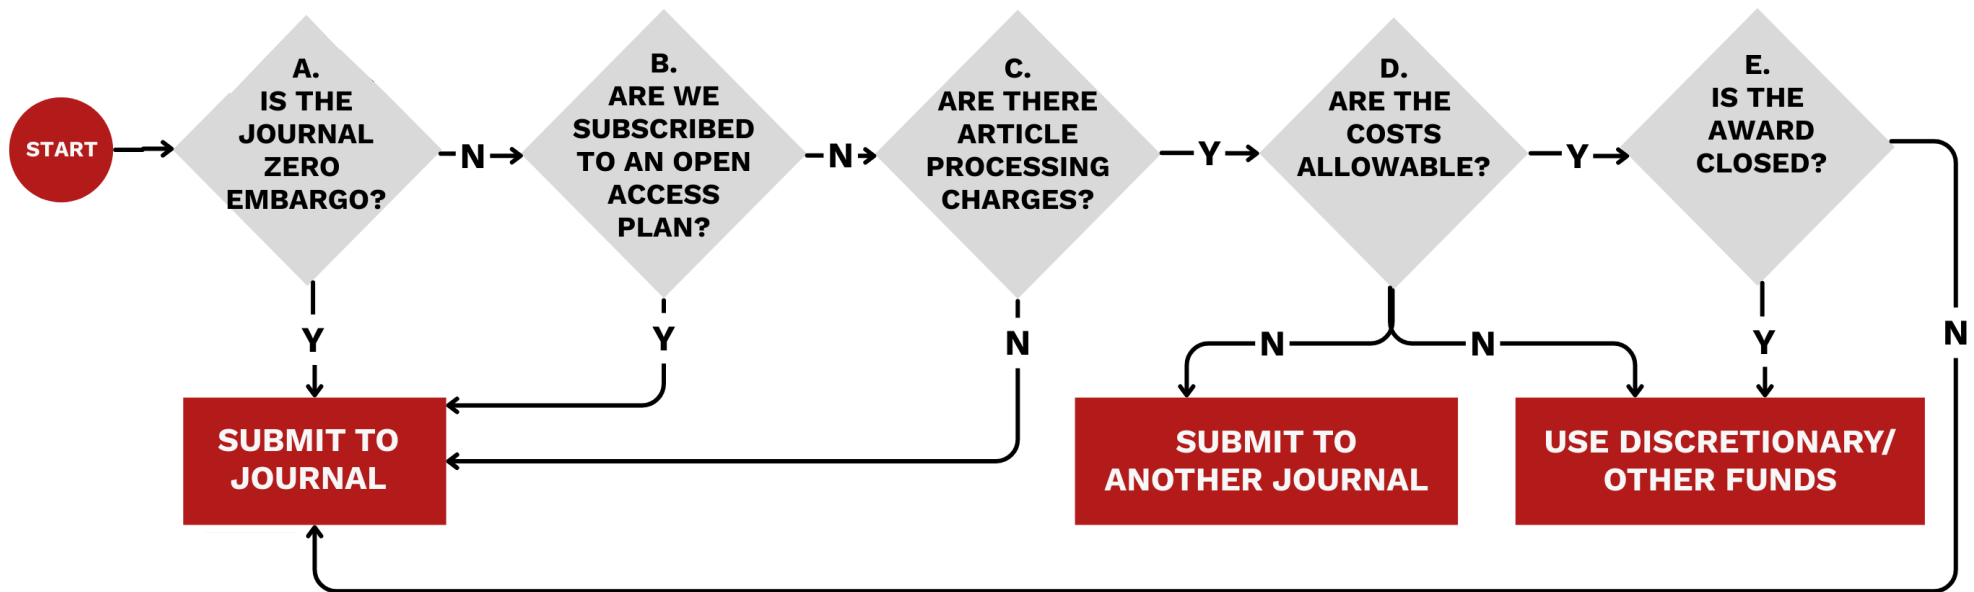 START
A.
IS THE
JOURNAL
ZERO
EMBARGO?
N
B.
ARE WE
SUBSCRIBED
TO AN OPEN
ACCESS
PLAN?
N
C.
ARE THERE
ARTICLE
PROCESSING
CHARGES?
Y
D.
ARE THE
COSTS
ALLOWABLE?
Y
E.
IS THE
AWARD
CLOSED?
Y
Y
N
N
N
Y
N
SUBMIT TO
JOURNAL
SUBMIT TO
ANOTHER JOURNAL
USE DISCRETIONARY/
OTHER FUNDS